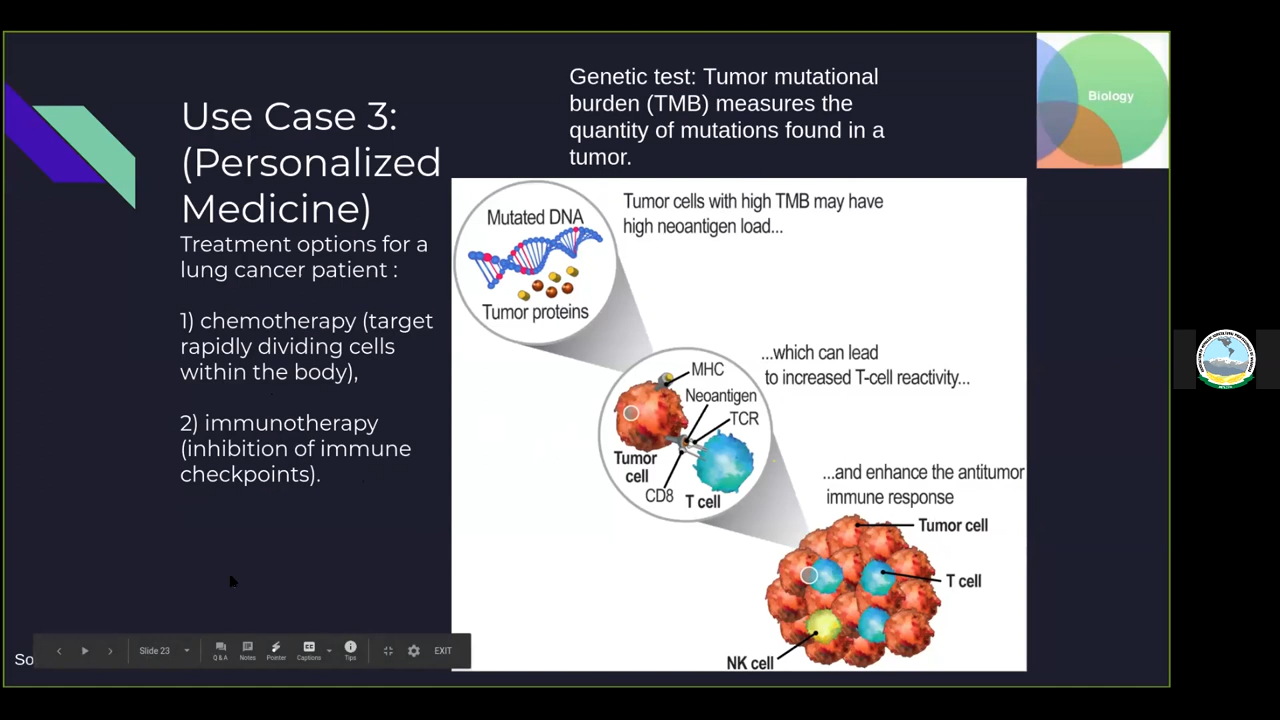 Use Case 3:
(Personalized
Medicine)
Treatment options for a
lung cancer patient :
1) chemotherapy (target
rapidly dividing cells
within the body),
2) immunotherapy
(inhibition of immune
checkpoints).
Genetic test: Tumor mutational
burden (TMB) measures the
quantity of mutations found in a
tumor.
Biology
Mutated DNA
Tumor proteins
Tumor cells with high TMB may have
high neoantigen load...
...which can lead
to increased T-cell reactivity...
MHC
Neoantigen
TCR
Tumor
cell
CD8
T cell
...and enhance the antitumor
immune response
Tumor cell
T cell
NK cell
So
Slide 23
Q & A
Notes
Pointer
Captions
Tips
EXIT